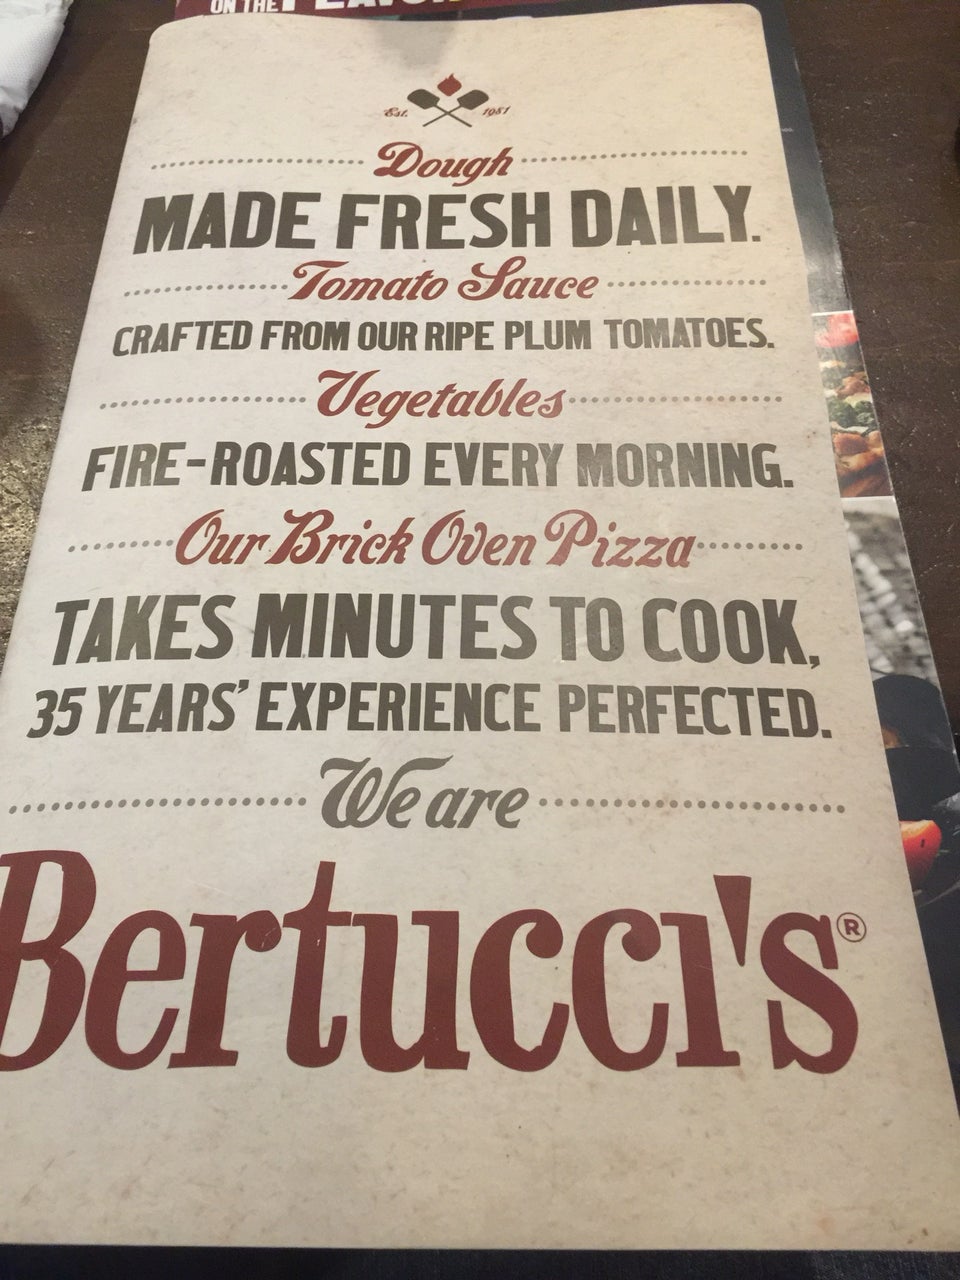 ON THE
Est. 1981
Dough
MADE FRESH DAILY.
Tomato Sauce
CRAFTED FROM OUR RIPE PLUM TOMATOES.
Vegetables
FIRE-ROASTED EVERY MORNING.
Our Brick Oven Pizza
TAKES MINUTES TO COOK,
35 YEARS' EXPERIENCE PERFECTED.
We are
Bertucci's®